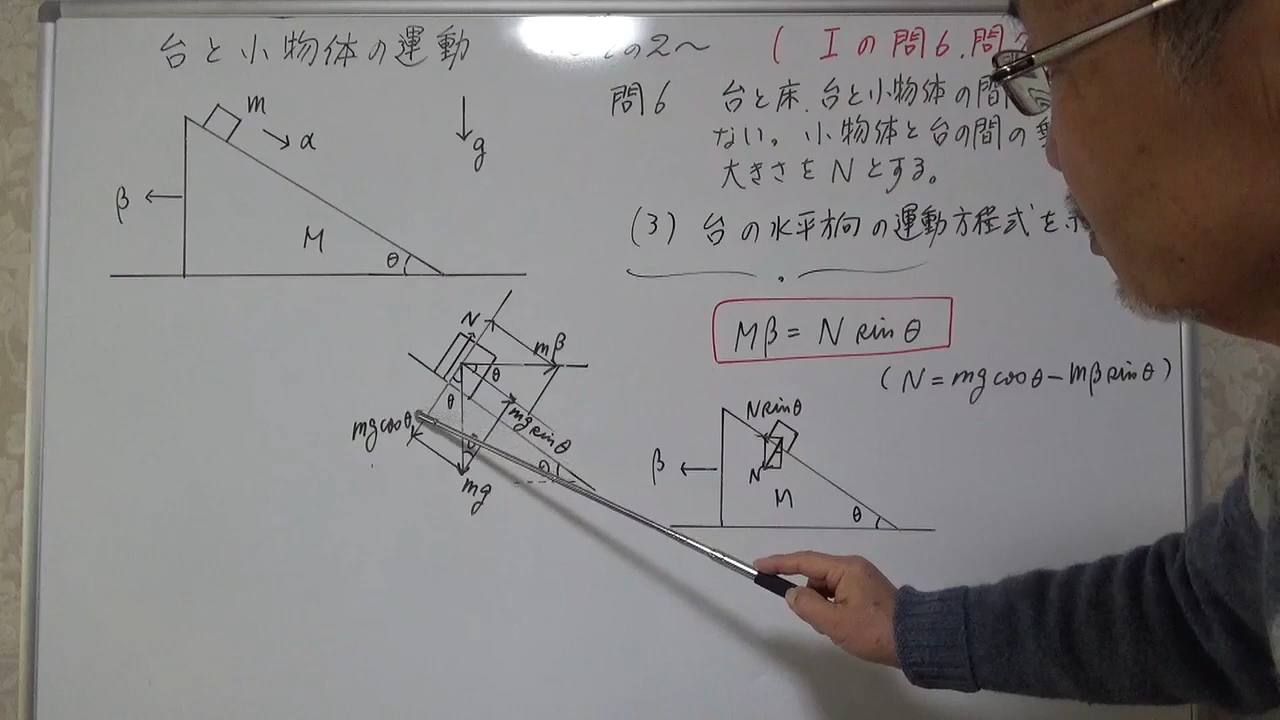 台と小物体の運動 の2〜 ( Iの問6.問
m
α
g
β
M
θ
問6 台と床.台と小物体の間
ない。小物体と台の間の
大きさをNとする。
(3) 台の水平方向の運動方程式を
Mβ = N sinθ
(N = mg cosθ - mβ sinθ)
N
mβ
θ
θ
mg cosθ
mg sinθ
θ
mg
N sinθ
β
N
M
θ